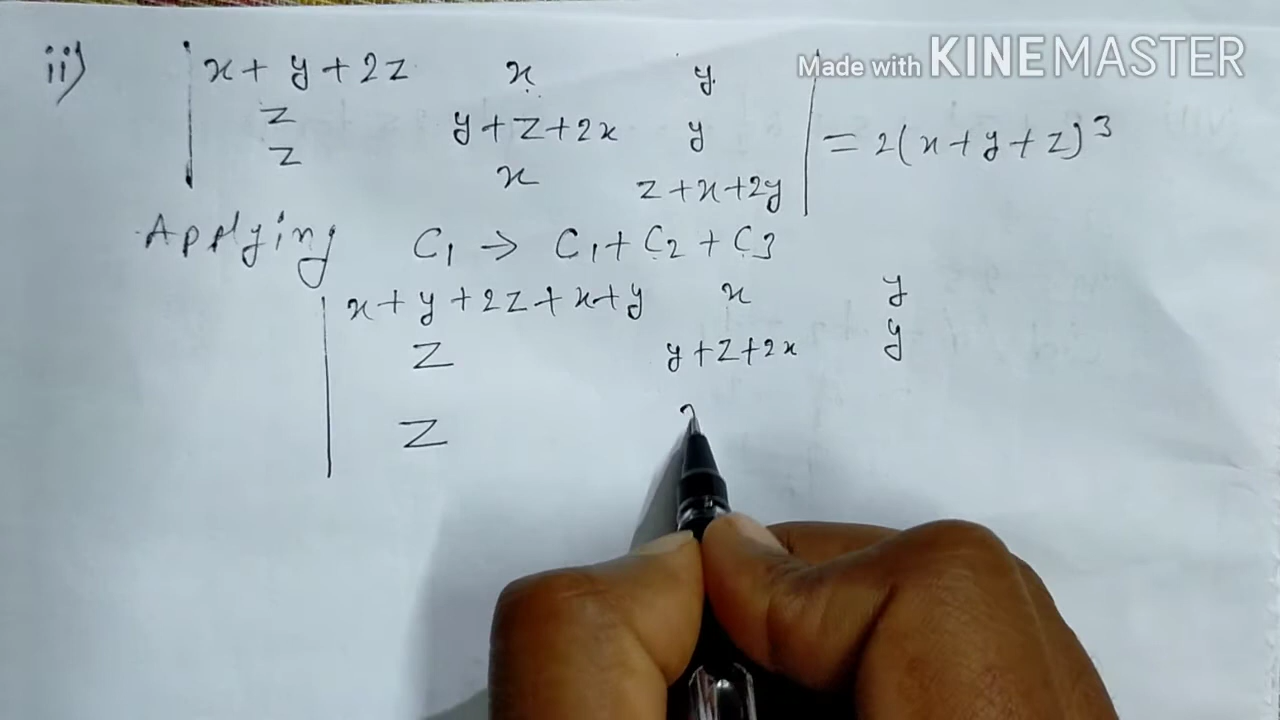 ii) | x + y + 2z x y | Made with KINEMASTER
z y + z + 2x y = 2(x + y + z)³
z x z + x + 2y
Applying C₁ → C₁ + C₂ + C₃
| x + y + 2z + x + y x y
z y + z + 2x y
z